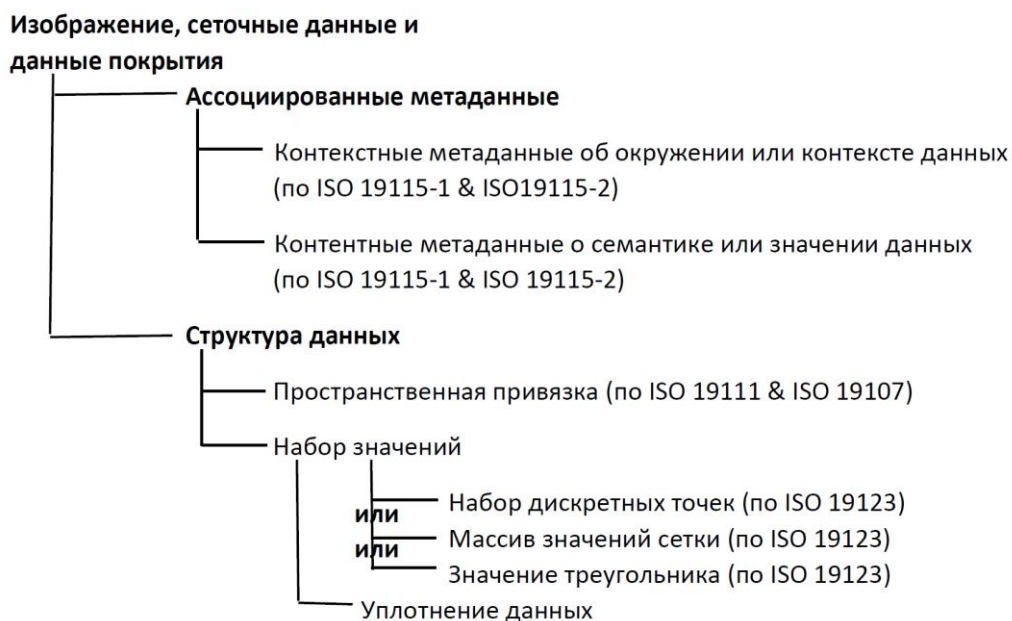 Изображение, сеточные данные и
данные покрытия
Ассоциированные метаданные
Контекстные метаданные об окружении или контексте данных
(по ISO 19115-1 & ISO19115-2)
Контентные метаданные о семантике или значении данных
(по ISO 19115-1 & ISO 19115-2)
Структура данных
Пространственная привязка (по ISO 19111 & ISO 19107)
Набор значений
Набор дискретных точек (по ISO 19123)
или
Массив значений сетки (по ISO 19123)
или
Значение треугольника (по ISO 19123)
Уплотнение данных